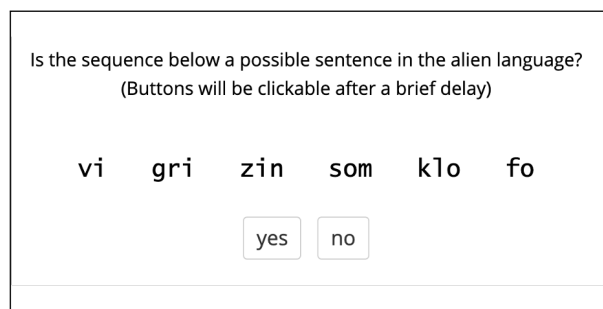 Is the sequence below a possible sentence in the alien language?
(Buttons will be clickable after a brief delay)
vi gri zin som klo fo
yes no